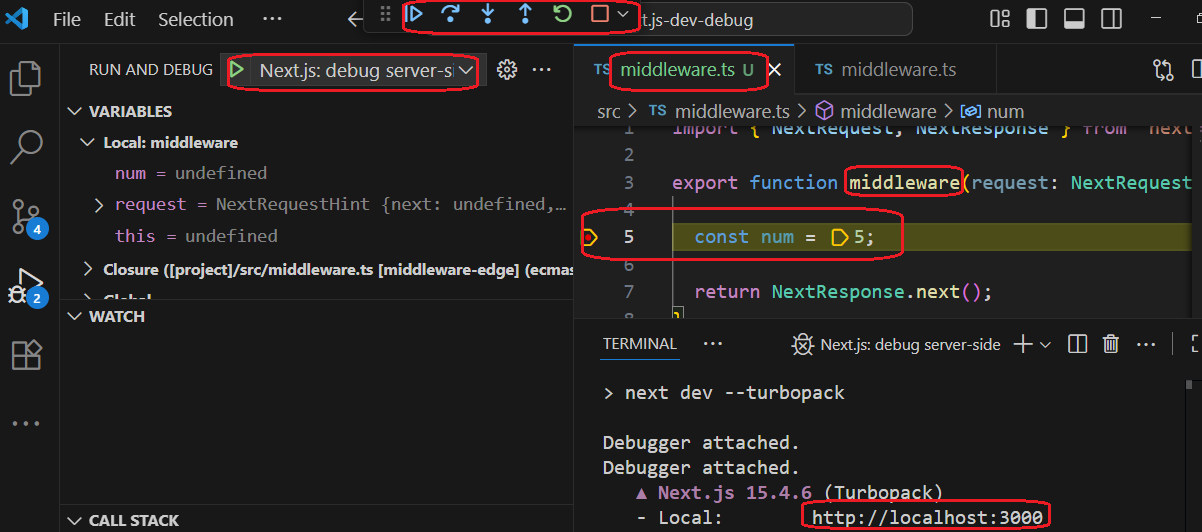 File Edit Selection ··· t.js-dev-debug
RUN AND DEBUG Next.js: debug server-si ···
VARIABLES
Local: middleware
num = undefined
request = NextRequestHint {next: undefined,…
this = undefined
Closure ([project]/src/middleware.ts [middleware-edge] (ecmas
Global
WATCH
CALL STACK
4
2
TS middleware.ts U TS middleware.ts
src > TS middleware.ts > middleware > num
1 import { NextRequest, NextResponse } from "next
2
3 export function middleware(request: NextRequest
4
5 const num = 5;
6
7 return NextResponse.next();
8 }
TERMINAL ··· Next.js: debug server-side ···
> next dev --turbopack
Debugger attached.
Debugger attached.
▲ Next.js 15.4.6 (Turbopack)
- Local: http://localhost:3000